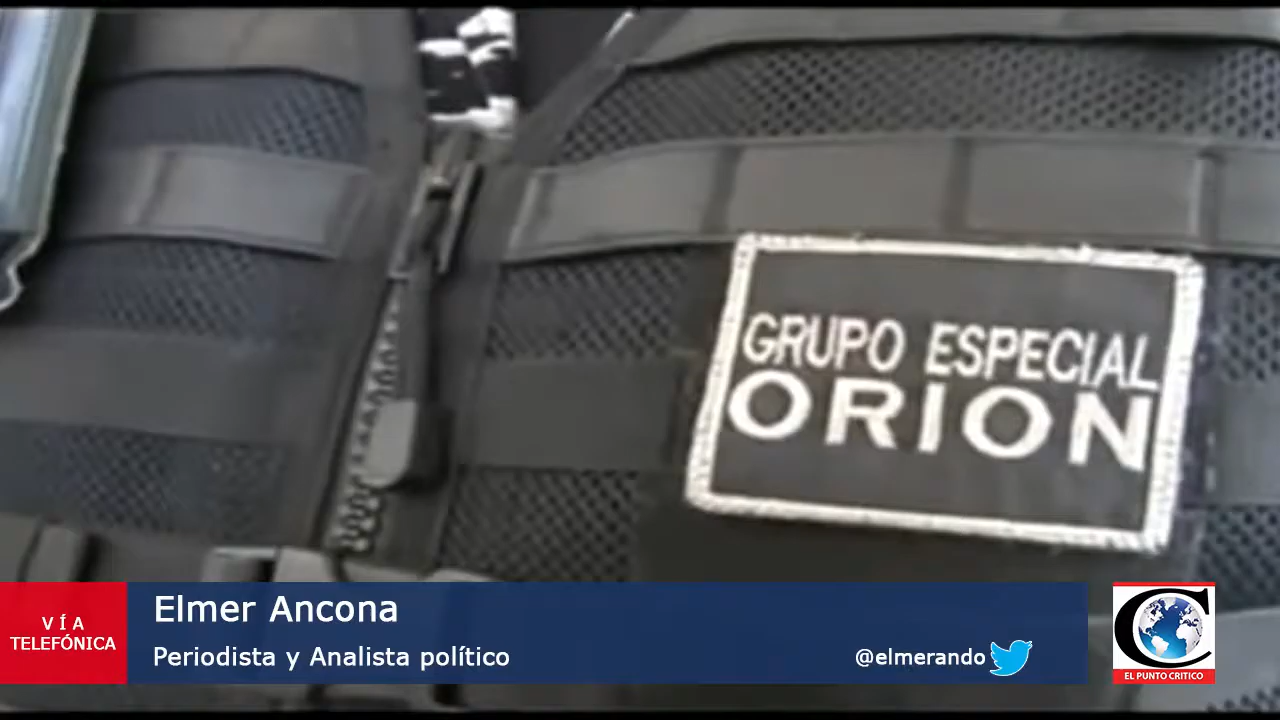 GRUPO ESPECIAL
ORION
VÍA
TELEFÓNICA
Elmer Ancona
Periodista y Analista político
@elmerando
C
EL PUNTO CRITICO